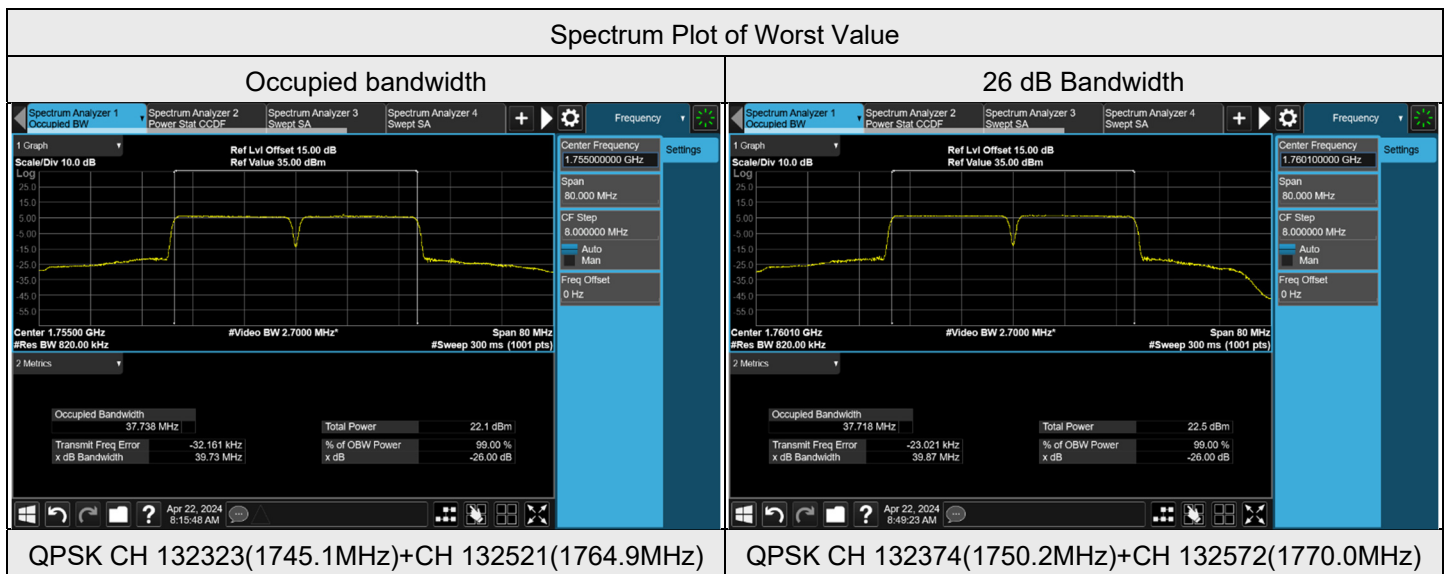 Spectrum Plot of Worst Value
Occupied bandwidth
26 dB Bandwidth
Spectrum Analyzer 1
Occupied BW
Spectrum Analyzer 2
Power Stat CCDF
Spectrum Analyzer 3
Swept SA
Spectrum Analyzer 4
Swept SA
+
Frequency
1 Graph
Scale/Div 10.0 dB
Ref Lvl Offset 15.00 dB
Ref Value 35.00 dBm
Log
25.0
15.0
5.00
-5.00
-15.0
-25.0
-35.0
-45.0
-55.0
Center 1.75500 GHz
#Video BW 2.7000 MHz*
Span 80 MHz
#Res BW 820.00 kHz
#Sweep 300 ms (1001 pts)
Center Frequency
1.755000000 GHz
Settings
Span
80.000 MHz
CF Step
8.000000 MHz
Auto
Man
Freq Offset
0 Hz
2 Metrics
Occupied Bandwidth
37.738 MHz
Total Power 22.1 dBm
Transmit Freq Error -32.161 kHz
% of OBW Power 99.00 %
x dB Bandwidth 39.73 MHz
x dB -26.00 dB
?
Apr 22, 2024
8:15:48 AM
Spectrum Analyzer 1
Occupied BW
Spectrum Analyzer 2
Power Stat CCDF
Spectrum Analyzer 3
Swept SA
Spectrum Analyzer 4
Swept SA
+
Frequency
1 Graph
Scale/Div 10.0 dB
Ref Lvl Offset 15.00 dB
Ref Value 35.00 dBm
Log
25.0
15.0
5.00
-5.00
-15.0
-25.0
-35.0
-45.0
-55.0
Center 1.76010 GHz
#Video BW 2.7000 MHz*
Span 80 MHz
#Res BW 820.00 kHz
#Sweep 300 ms (1001 pts)
Center Frequency
1.760100000 GHz
Settings
Span
80.000 MHz
CF Step
8.000000 MHz
Auto
Man
Freq Offset
0 Hz
2 Metrics
Occupied Bandwidth
37.718 MHz
Total Power 22.5 dBm
Transmit Freq Error -23.021 kHz
% of OBW Power 99.00 %
x dB Bandwidth 39.87 MHz
x dB -26.00 dB
?
Apr 22, 2024
8:49:23 AM
QPSK CH 132323(1745.1MHz)+CH 132521(1764.9MHz)
QPSK CH 132374(1750.2MHz)+CH 132572(1770.0MHz)